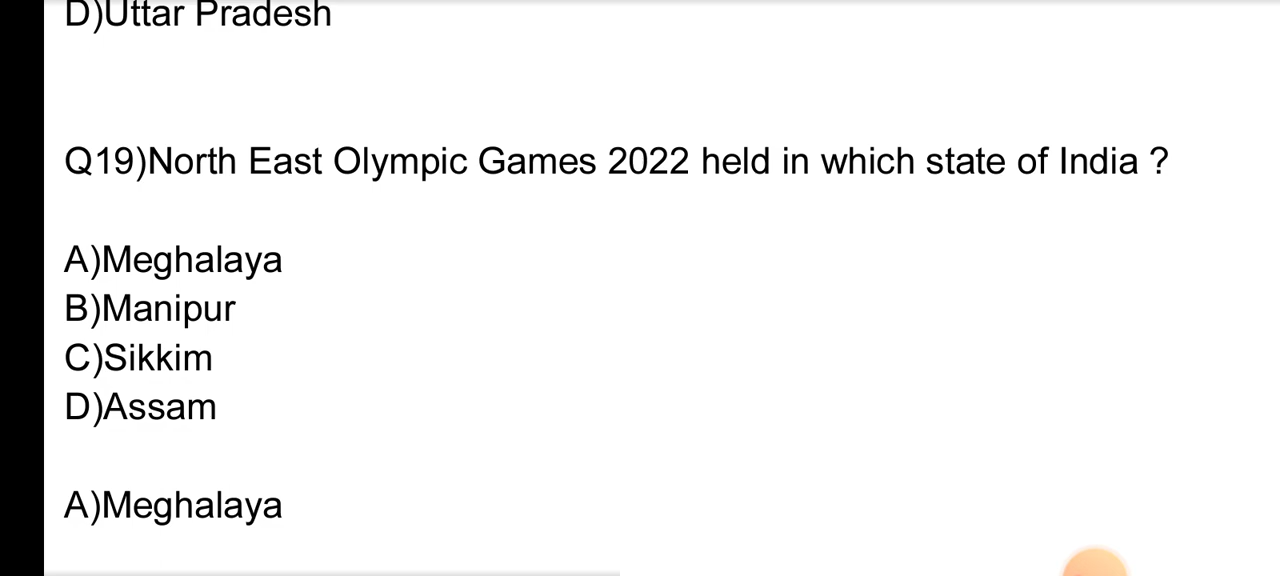 D)Uttar Pradesh
Q19)North East Olympic Games 2022 held in which state of India ?
A)Meghalaya
B)Manipur
C)Sikkim
D)Assam
A)Meghalaya